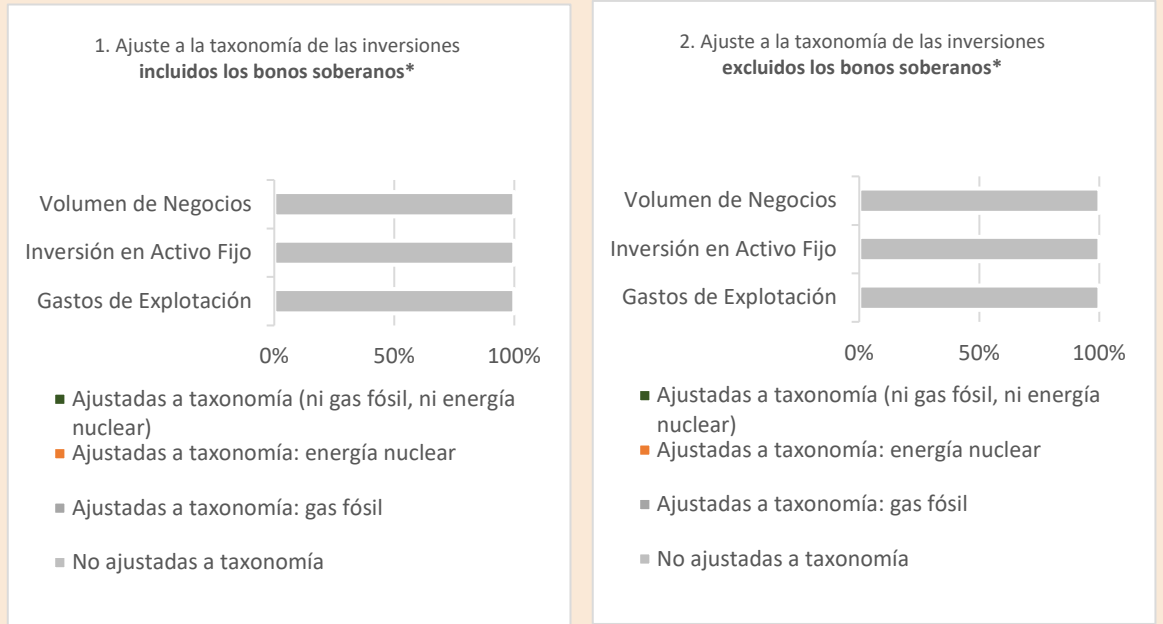 1. Ajuste a la taxonomía de las inversiones
incluidos los bonos soberanos*
Volumen de Negocios
Inversión en Activo Fijo
Gastos de Explotación
0% 50% 100%
Ajustadas a taxonomía (ni gas fósil, ni energía
nuclear)
Ajustadas a taxonomía: energía nuclear
Ajustadas a taxonomía: gas fósil
No ajustadas a taxonomía
2. Ajuste a la taxonomía de las inversiones
excluidos los bonos soberanos*
Volumen de Negocios
Inversión en Activo Fijo
Gastos de Explotación
0% 50% 100%
Ajustadas a taxonomía (ni gas fósil, ni energía
nuclear)
Ajustadas a taxonomía: energía nuclear
Ajustadas a taxonomía: gas fósil
No ajustadas a taxonomía